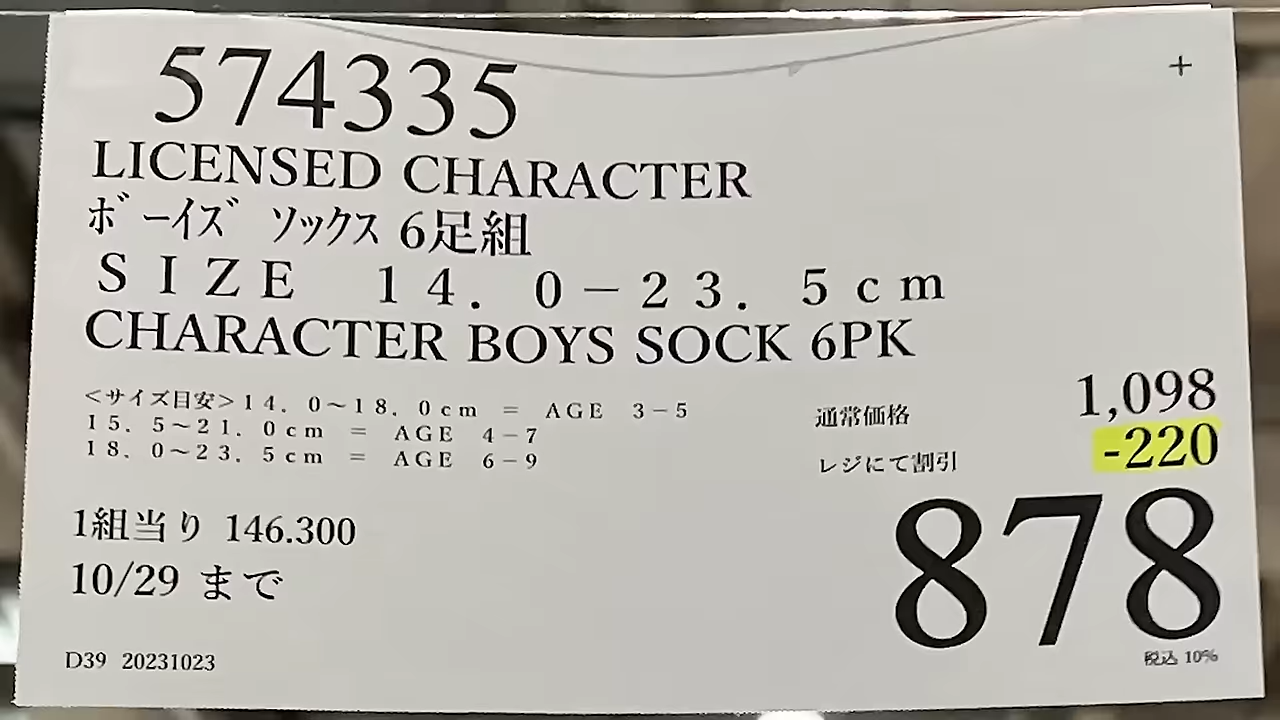 574335
+
LICENSED CHARACTER
ボーイズ ソックス 6足組
SIZE 14.0-23.5cm
CHARACTER BOYS SOCK 6PK
<サイズ目安>14.0~18.0cm = AGE 3-5
15.5~21.0cm = AGE 4-7
18.0~23.5cm = AGE 6-9
通常価格 1,098
レジにて割引 -220
878
税込 10%
1組当り 146.300
10/29 まで
D39 20231023